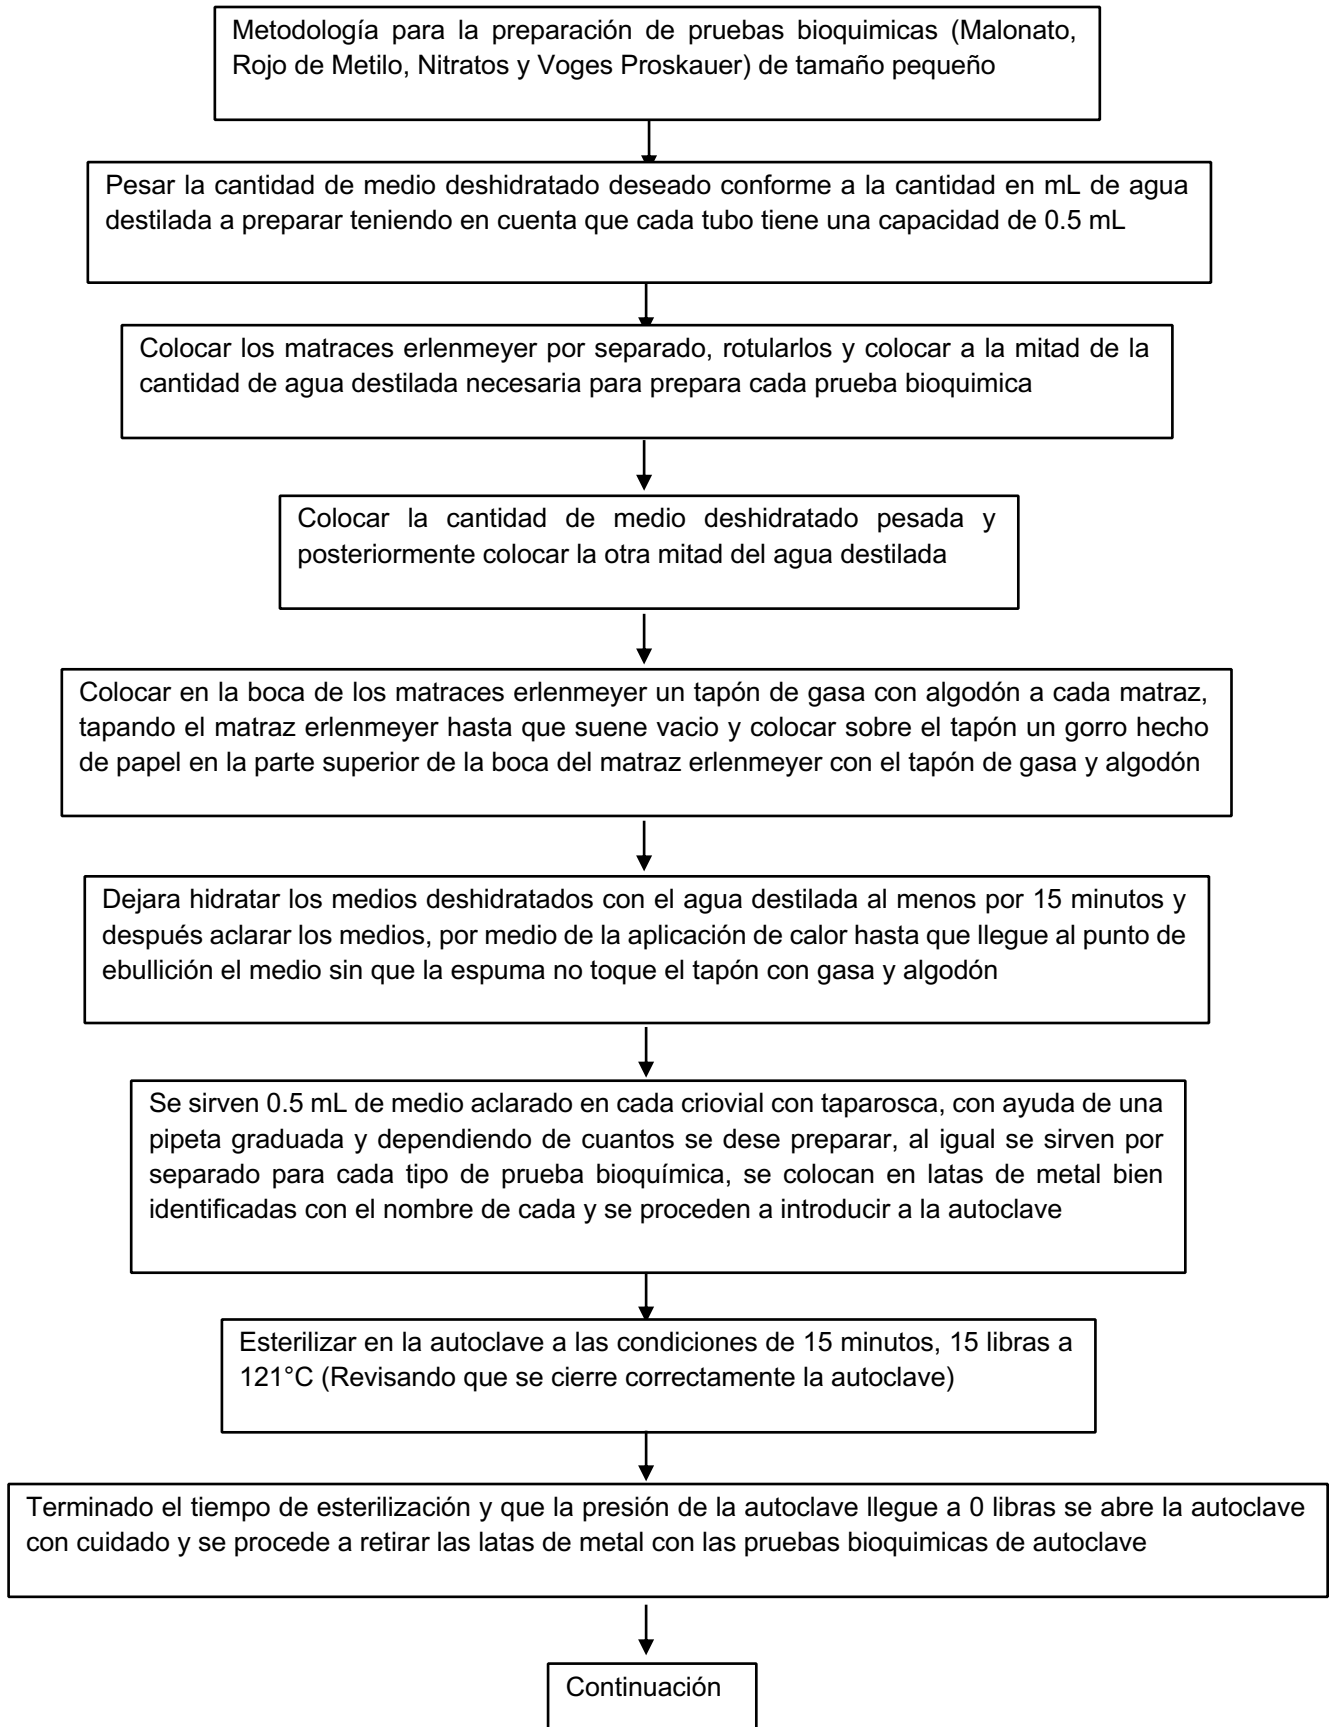 Metodología para la preparación de pruebas bioquimicas (Malonato,
Rojo de Metilo, Nitratos y Voges Proskauer) de tamaño pequeño
Pesar la cantidad de medio deshidratado deseado conforme a la cantidad en mL de agua
destilada a preparar teniendo en cuenta que cada tubo tiene una capacidad de 0.5 mL
Colocar los matraces erlenmeyer por separado, rotularlos y colocar a la mitad de la
cantidad de agua destilada necesaria para prepara cada prueba bioquimica
Colocar la cantidad de medio deshidratado pesada y
posteriormente colocar la otra mitad del agua destilada
Colocar en la boca de los matraces erlenmeyer un tapón de gasa con algodón a cada matraz,
tapando el matraz erlenmeyer hasta que suene vacio y colocar sobre el tapón un gorro hecho
de papel en la parte superior de la boca del matraz erlenmeyer con el tapón de gasa y algodón
Dejara hidratar los medios deshidratados con el agua destilada al menos por 15 minutos y
después aclarar los medios, por medio de la aplicación de calor hasta que llegue al punto de
ebullición el medio sin que la espuma no toque el tapón con gasa y algodón
Se sirven 0.5 mL de medio aclarado en cada criovial con taparosca, con ayuda de una
pipeta graduada y dependiendo de cuantos se dese preparar, al igual se sirven por
separado para cada tipo de prueba bioquímica, se colocan en latas de metal bien
identificadas con el nombre de cada y se proceden a introducir a la autoclave
Esterilizar en la autoclave a las condiciones de 15 minutos, 15 libras a
121°C (Revisando que se cierre correctamente la autoclave)
Terminado el tiempo de esterilización y que la presión de la autoclave llegue a 0 libras se abre la autoclave
con cuidado y se procede a retirar las latas de metal con las pruebas bioquimicas de autoclave
Continuación